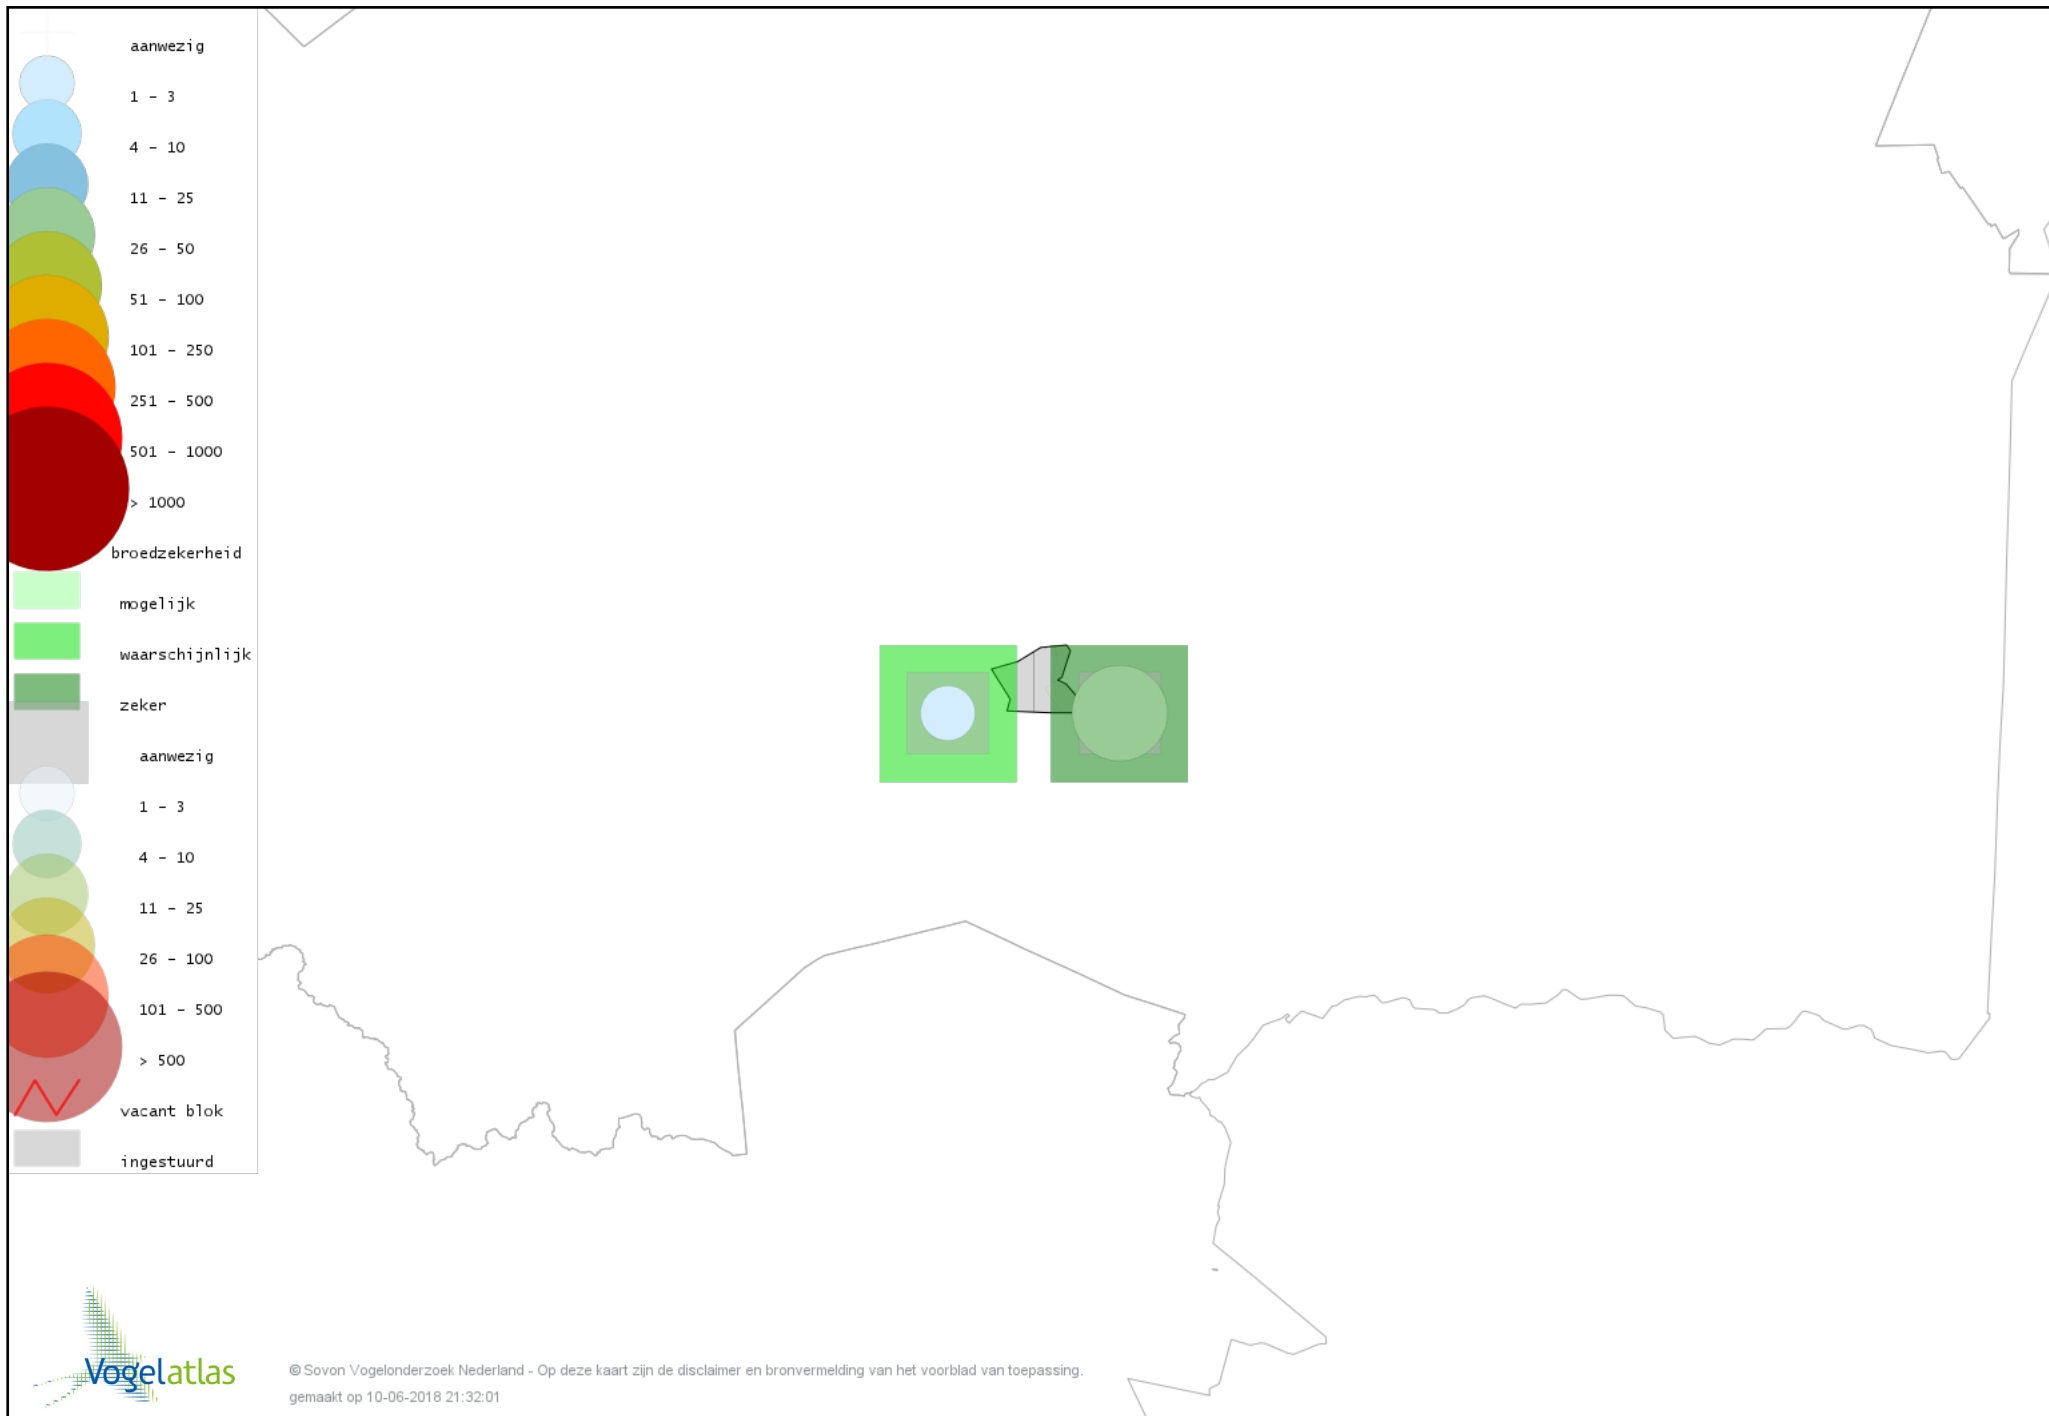 aanwezig
1 – 3
4 – 10
11 – 25
26 – 50
51 – 100
101 – 250
251 – 500
501 – 1000
> 1000
broedzekerheid
mogelijk
waarschijnlijk
zeker
aanwezig
1 – 3
4 – 10
11 – 25
26 – 100
101 – 500
> 500
vacant blok
ingestuurd
Vogelatlas
© Sovon Vogelonderzoek Nederland - Op deze kaart zijn de disclaimer en bronvermelding van het voorblad van toepassing.
gemaakt op 10-06-2018 21:32:01